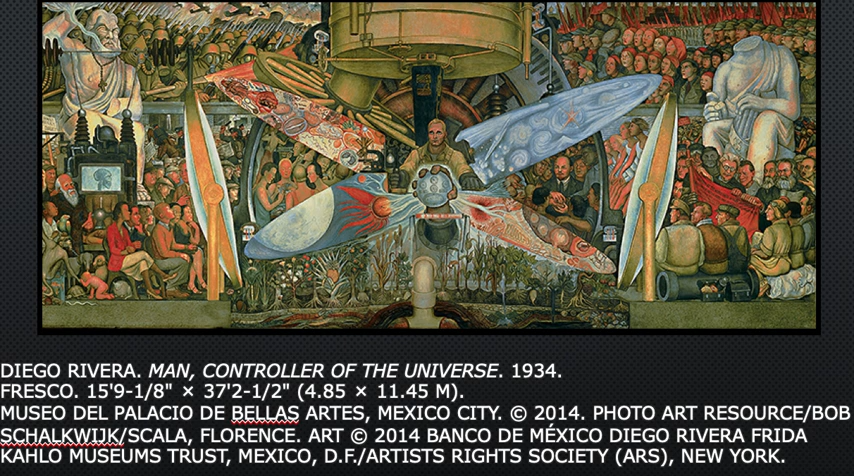 DIEGO RIVERA. MAN, CONTROLLER OF THE UNIVERSE. 1934.
FRESCO. 15'9-1/8" × 37'2-1/2" (4.85 × 11.45 M).
MUSEO DEL PALACIO DE BELLAS ARTES, MEXICO CITY. © 2014. PHOTO ART RESOURCE/BOB
SCHALKWIJK/SCALA, FLORENCE. ART © 2014 BANCO DE MÉXICO DIEGO RIVERA FRIDA
KAHLO MUSEUMS TRUST, MEXICO, D.F./ARTISTS RIGHTS SOCIETY (ARS), NEW YORK.